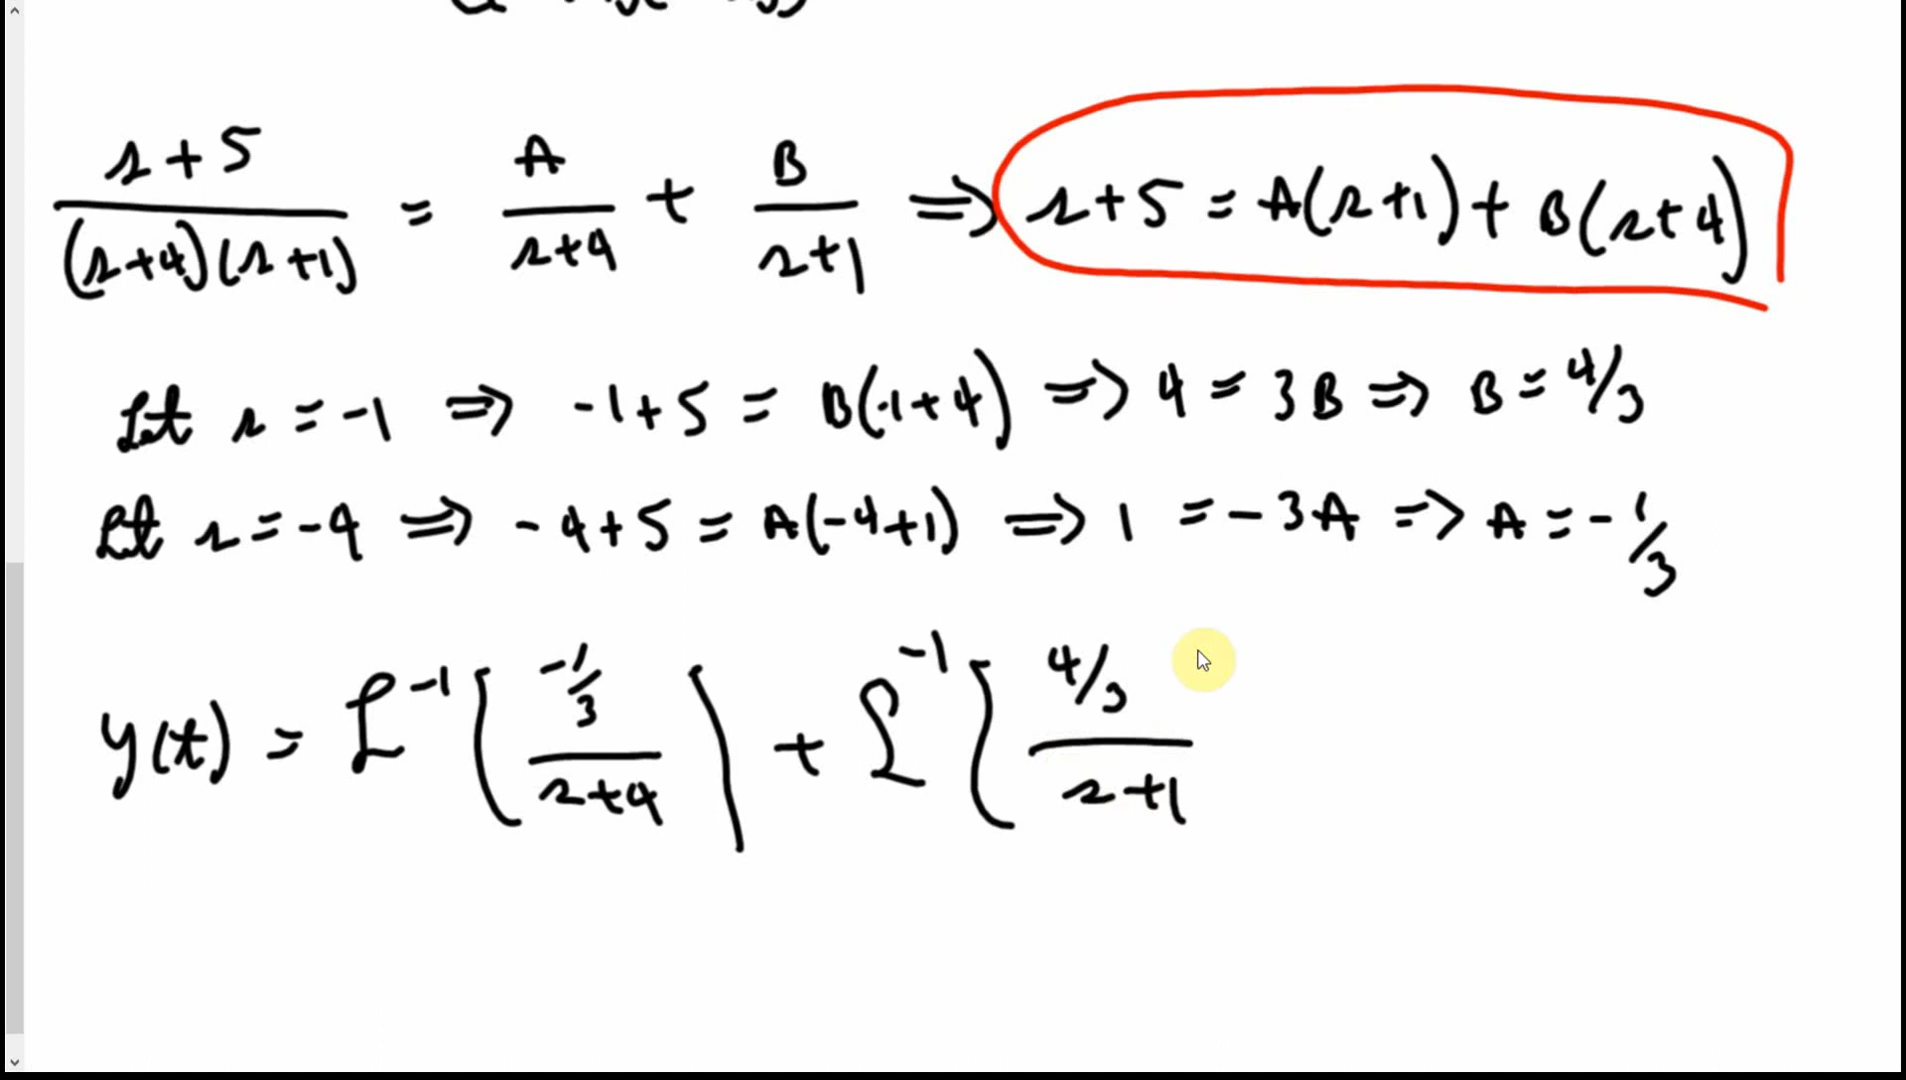 s+5/(s+4)(s+1) = A/s+4 + B/s+1 ⇒ s+5 = A(s+1) + B(s+4)
Let s = -1 ⇒ -1+5 = B(-1+4) ⇒ 4 = 3B ⇒ B = 4/3
Let s = -4 ⇒ -4+5 = A(-4+1) ⇒ 1 = -3A ⇒ A = -1/3
y(t) = ℒ⁻¹{ -1/3 / s+4 } + ℒ⁻¹{ 4/3 / s+1